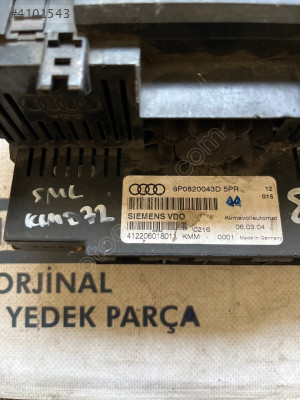 #4101543
SML
8P0820043D 5PR
12
015
SIEMENS VDO
Klimavollautomat
0216
06.03.04
412206018011
KMM
0001
Made in Germany
ORJİNAL
YEDEK PARÇA